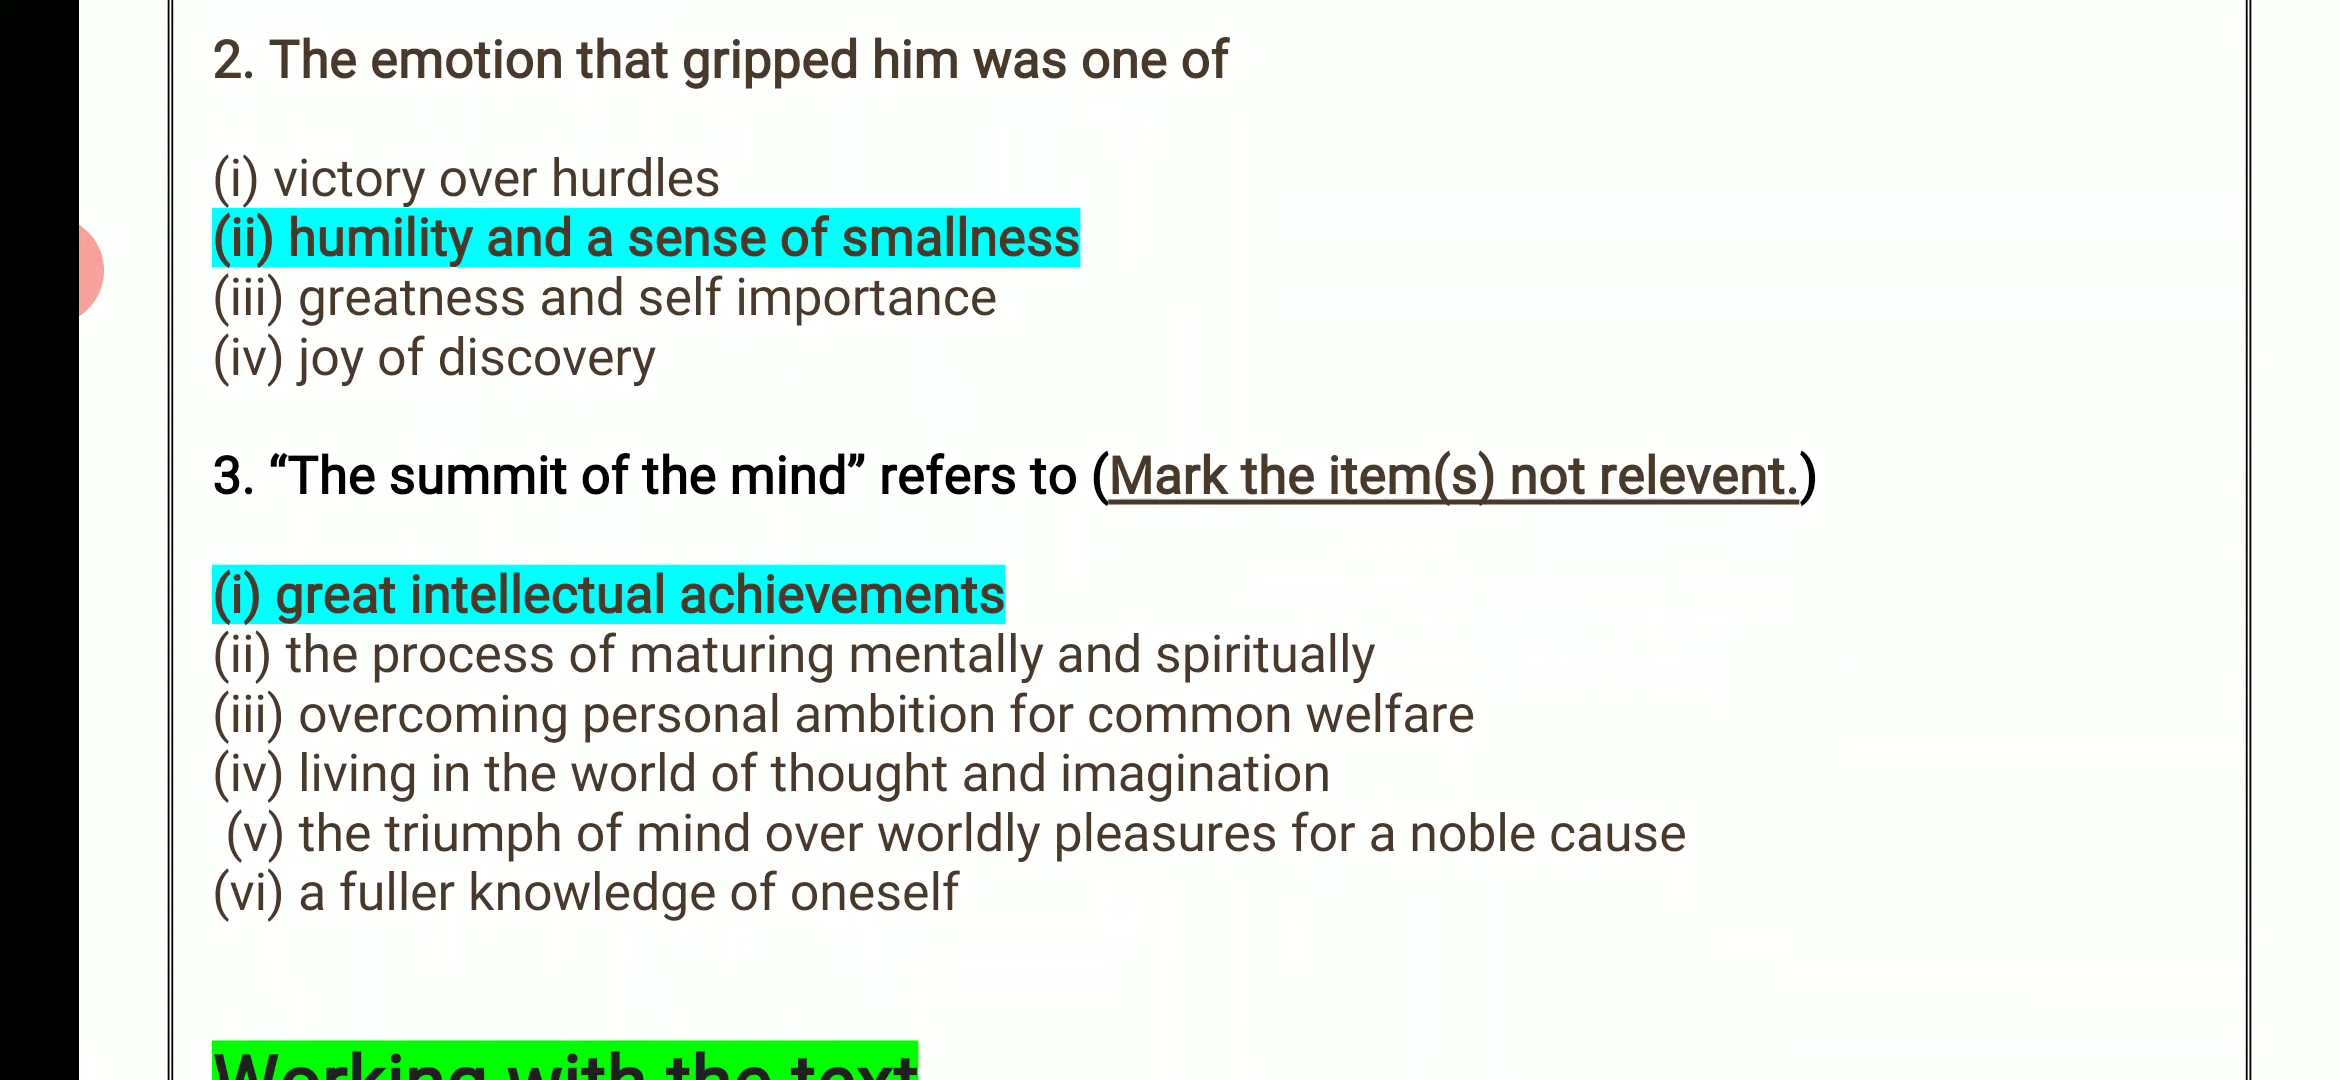 2. The emotion that gripped him was one of
(i) victory over hurdles
(ii) humility and a sense of smallness
(iii) greatness and self importance
(iv) joy of discovery
3. “The summit of the mind” refers to (Mark the item(s) not relevent.)
(i) great intellectual achievements
(ii) the process of maturing mentally and spiritually
(iii) overcoming personal ambition for common welfare
(iv) living in the world of thought and imagination
(v) the triumph of mind over worldly pleasures for a noble cause
(vi) a fuller knowledge of oneself
Working with the text